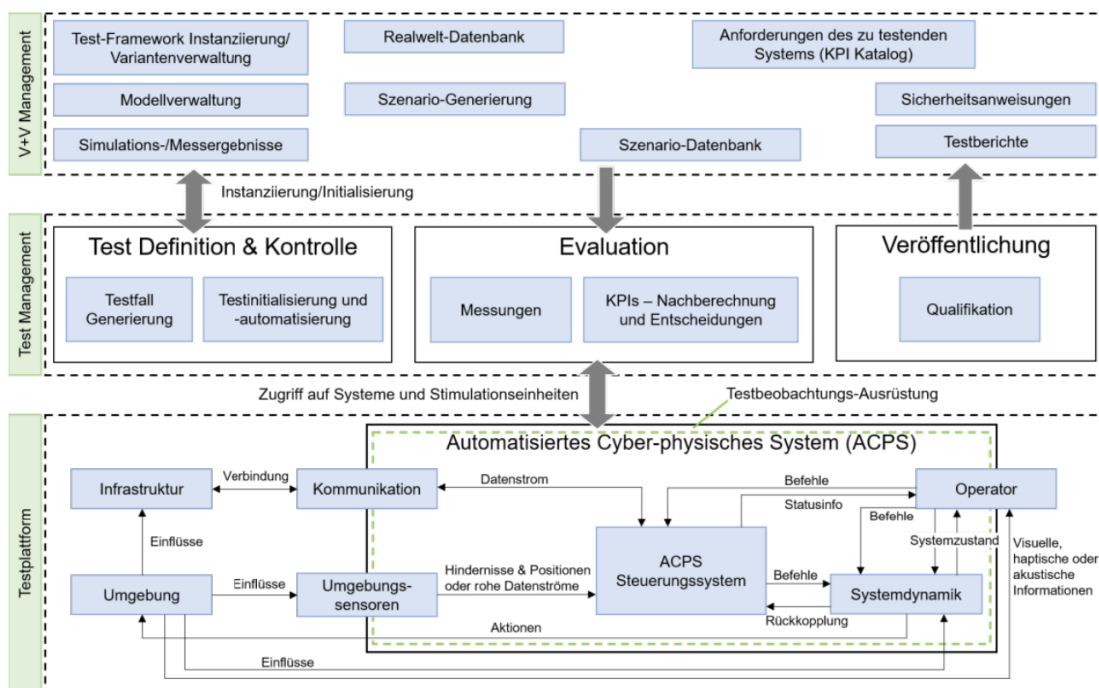 V+V Management
Test-Framework Instanziierung/
Variantenverwaltung
Realwelt-Datenbank
Anforderungen des zu testenden
Systems (KPI Katalog)
Modellverwaltung
Szenario-Generierung
Sicherheitsanweisungen
Simulations-/Messergebnisse
Szenario-Datenbank
Testberichte
Instanziierung/Initialisierung
Test Management
Test Definition & Kontrolle
Testfall
Generierung
Testinitialisierung und
-automatisierung
Evaluation
Messungen
KPIs – Nachberechnung
und Entscheidungen
Veröffentlichung
Qualifikation
Zugriff auf Systeme und Stimulationseinheiten
Testbeobachtungs-Ausrüstung
Testplattform
Automatisiertes Cyber-physisches System (ACPS)
Infrastruktur
Verbindung
Kommunikation
Datenstrom
Befehle
Statusinfo
Operator
Befehle
Systemzustand
Visuelle,
haptische oder
akustische
Informationen
Einflüsse
ACPS
Steuerungssystem
Umgebung
Einflüsse
Umgebungs-
sensoren
Hindernisse & Positionen
oder rohe Datenströme
Befehle
Systemdynamik
Rückkopplung
Aktionen
Einflüsse